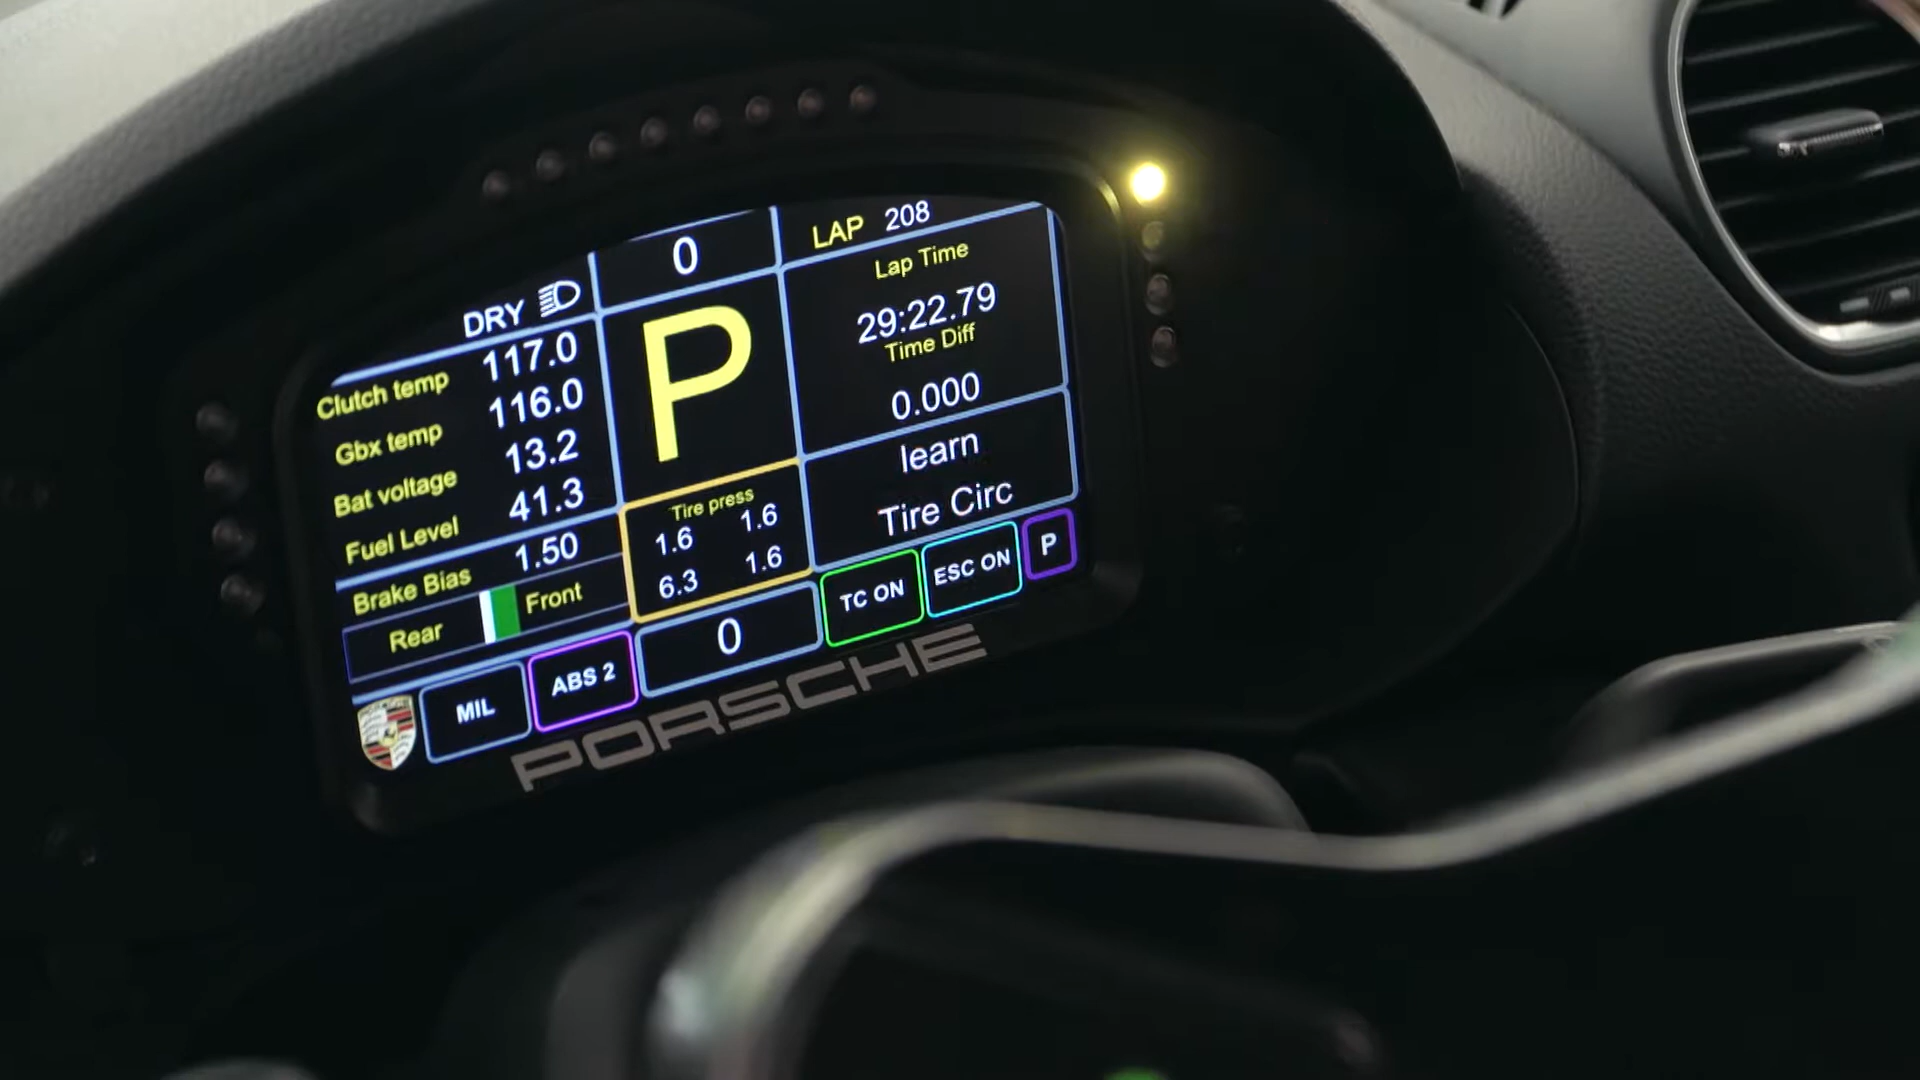 0
LAP 208
DRY
Clutch temp 117.0
Gbx temp 116.0
Bat voltage 13.2
Fuel Level 41.3
Brake Bias 1.50
Rear Front
P
Tire press
1.6 1.6
6.3 1.6
Lap Time
29:22.79
Time Diff
0.000
learn
Tire Circ
MIL
ABS 2
0
TC ON
ESC ON
P
PORSCHE